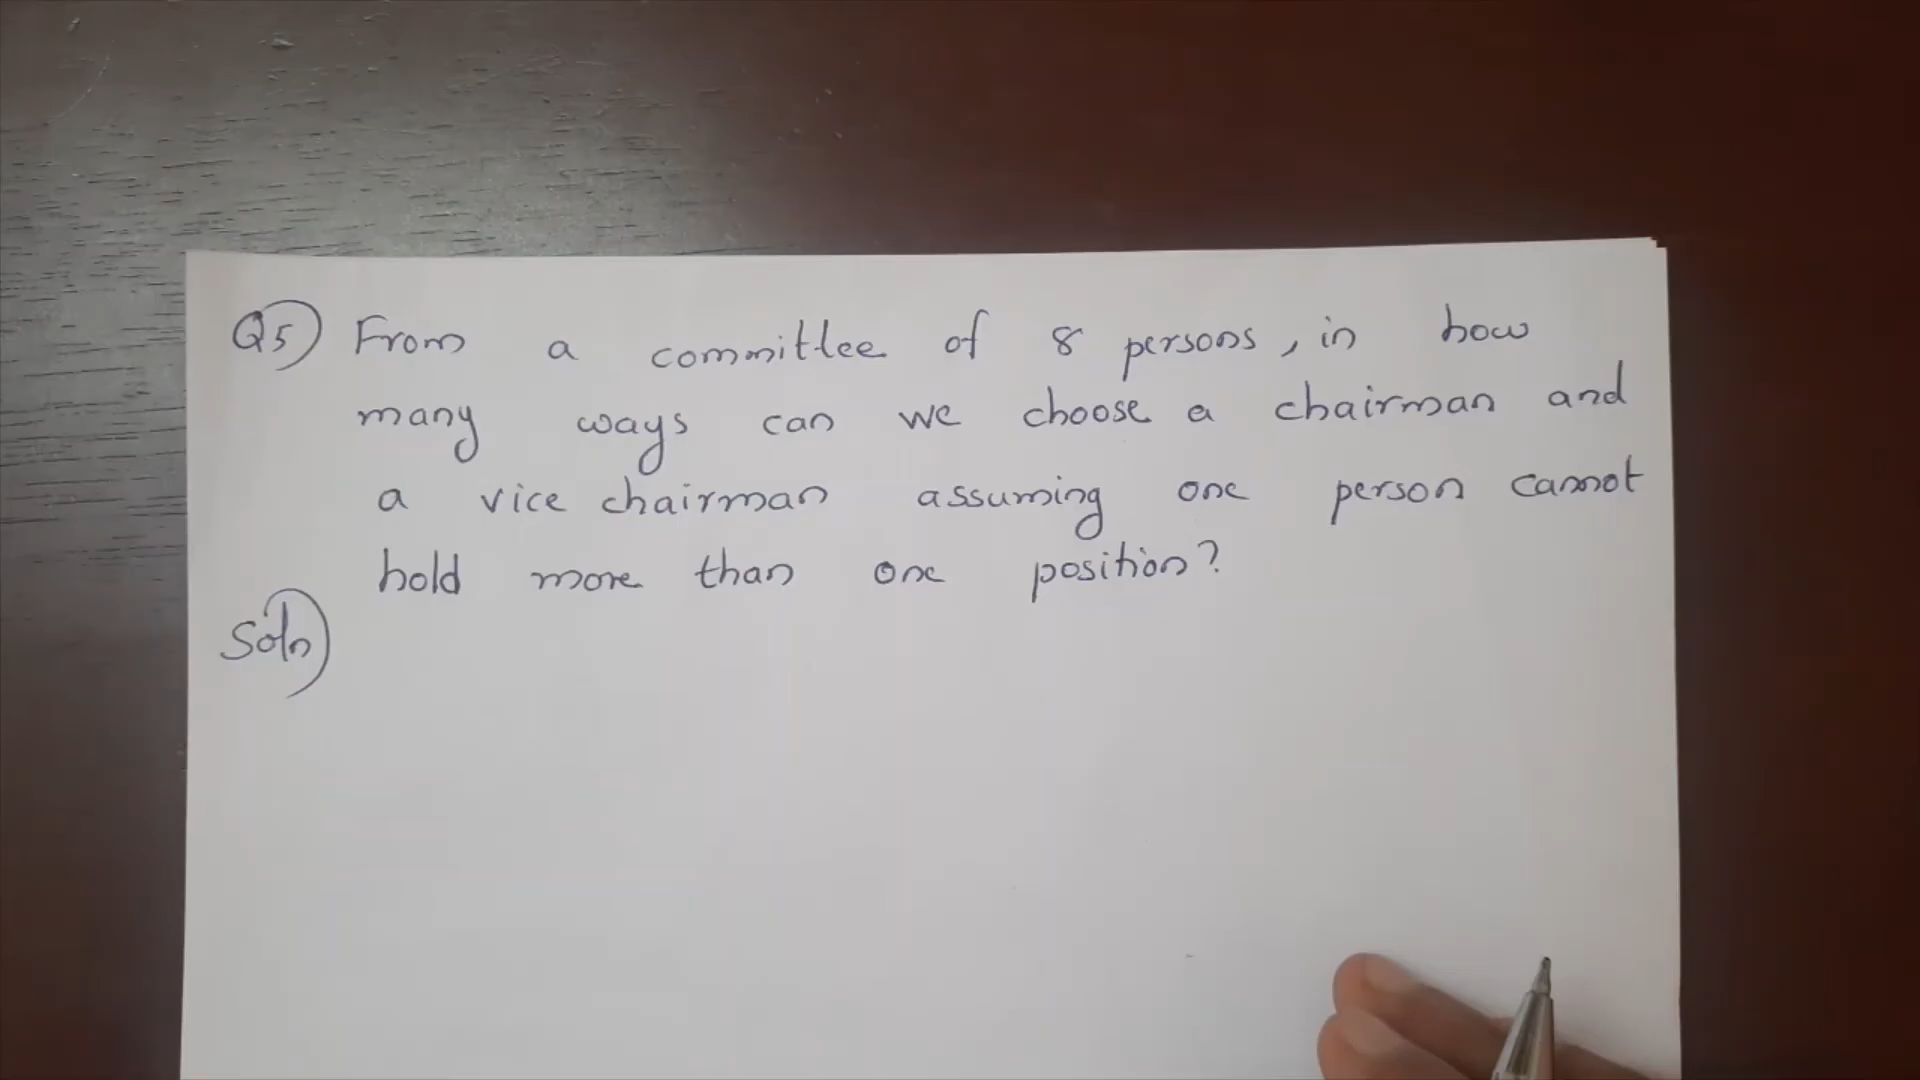 Q5) From a committee of 8 persons, in how
many ways can we choose a chairman and
a vice chairman assuming one person cannot
hold more than one position?
Soln)